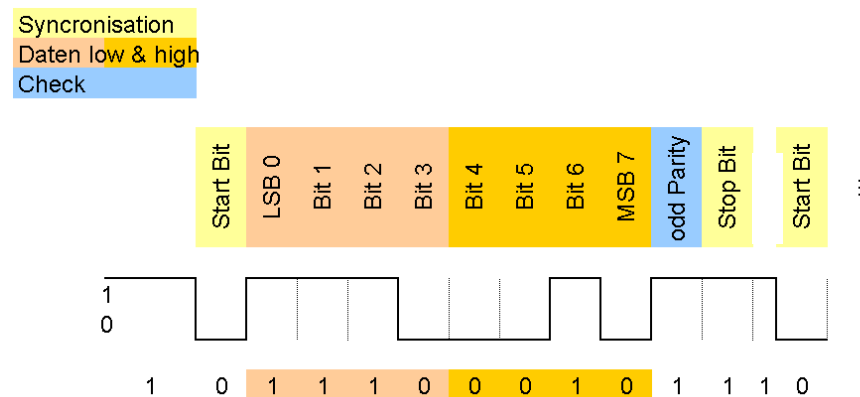 Syncronisation
Daten low & high
Check
Start Bit LSB 0 Bit 1 Bit 2 Bit 3 Bit 4 Bit 5 Bit 6 MSB 7 odd Parity Stop Bit Start Bit ...
1
0
1 0 1 1 1 0 0 0 1 0 1 1 1 0